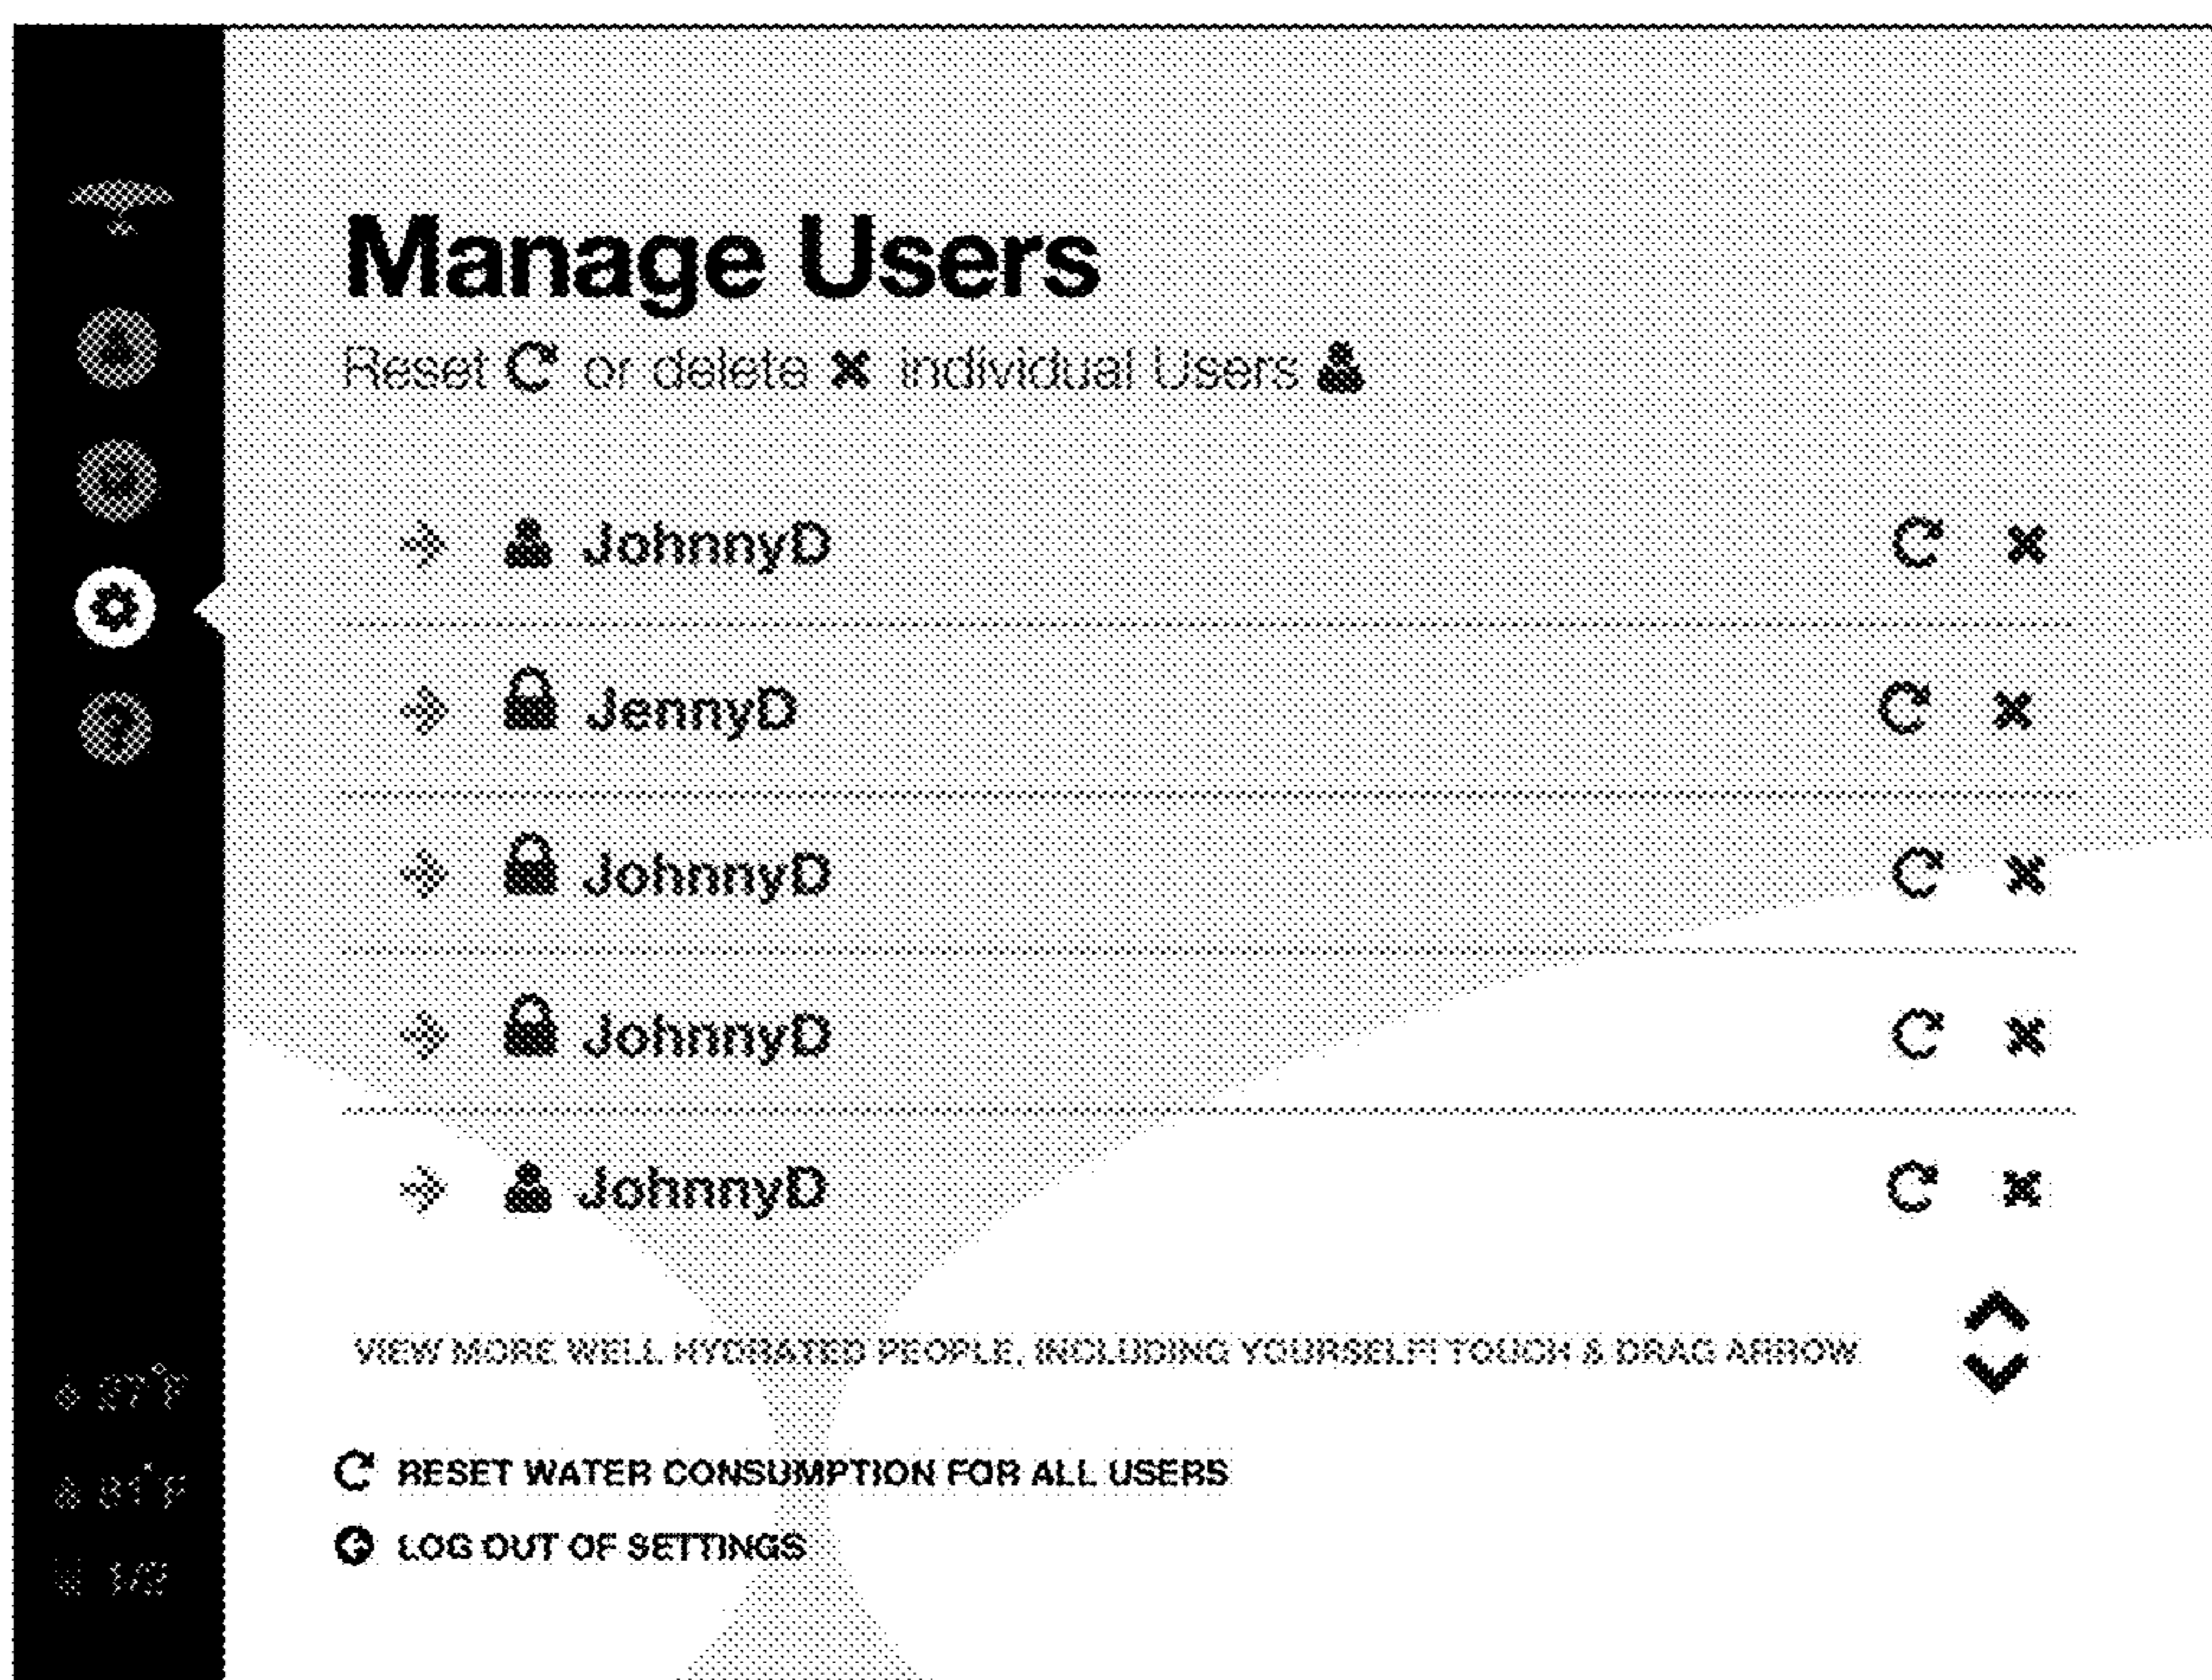 Manage Users
Reset or delete individual Users
JohnnyD
JennyD
JohnnyD
JohnnyD
JohnnyD
VIEW MORE WELL HYDRATED PEOPLE, INCLUDING YOURSELF! TOUCH & DRAG ARROW
RESET WATER CONSUMPTION FOR ALL USERS
LOG OUT OF SETTINGS
?